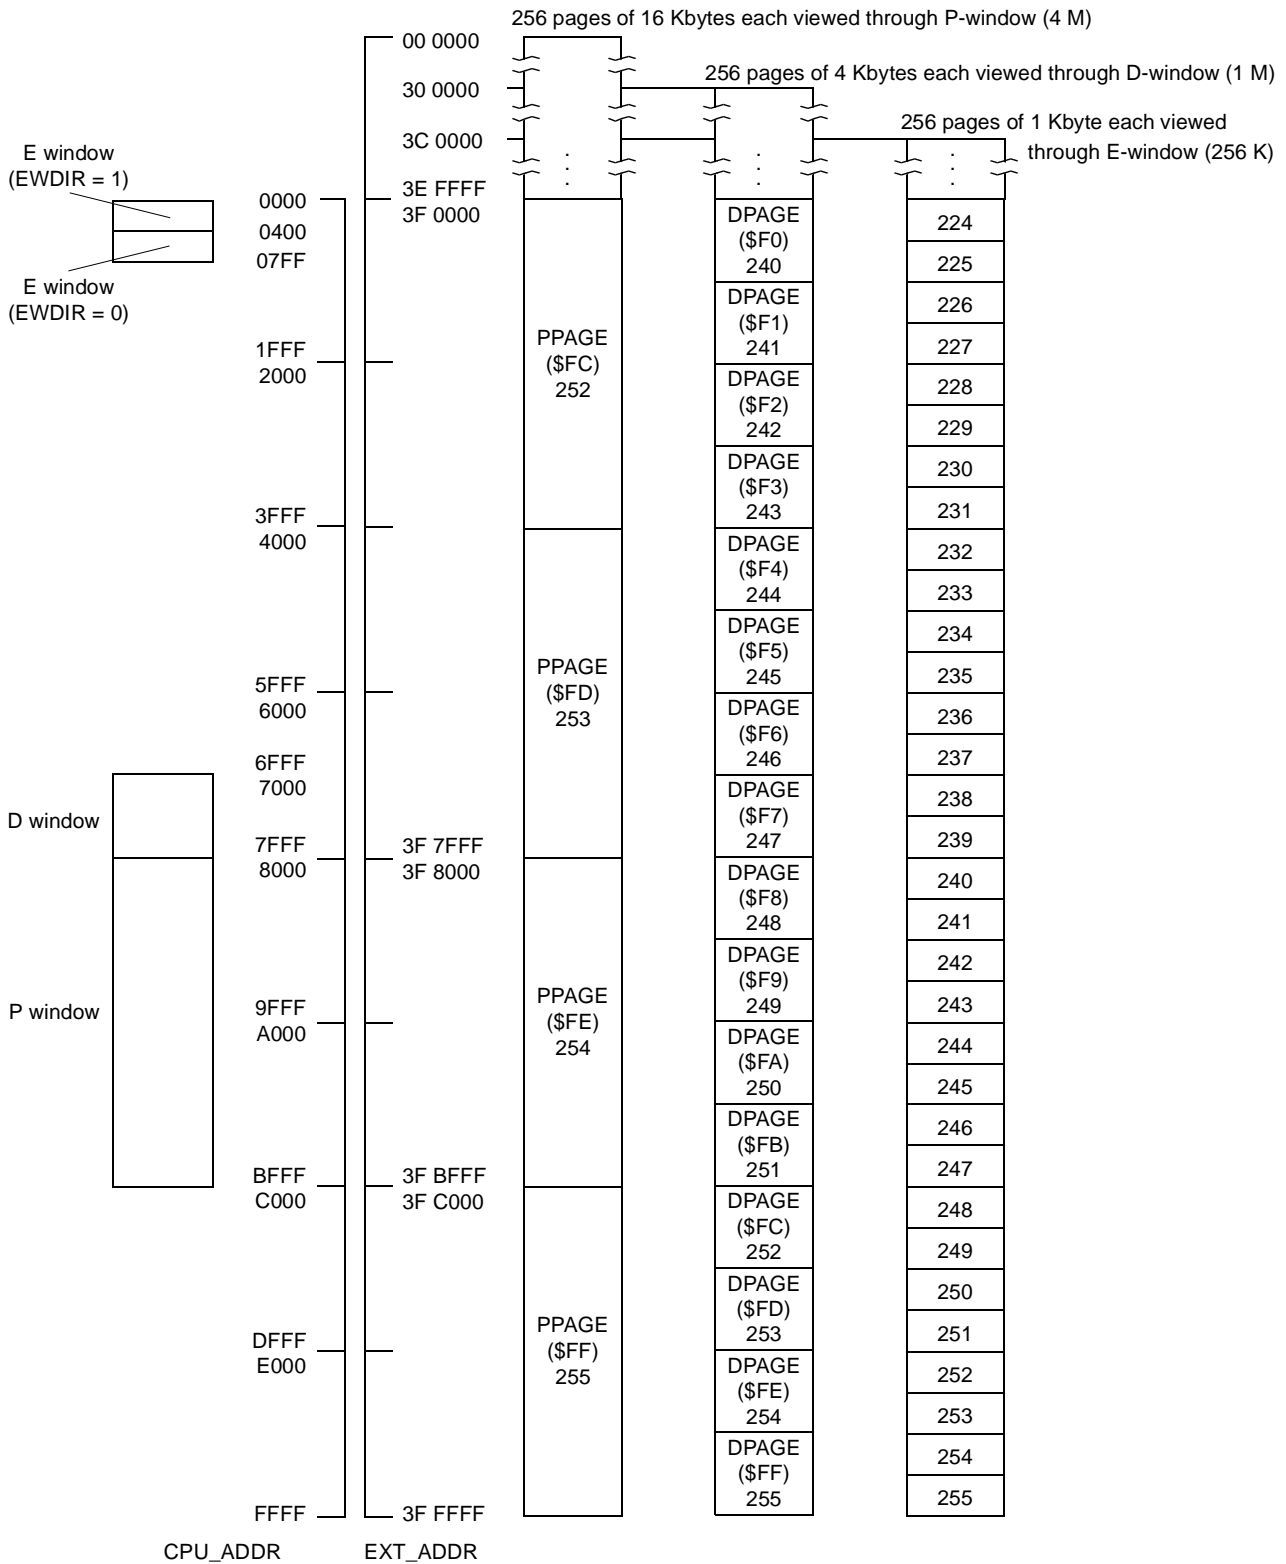 256 pages of 16 Kbytes each viewed through P-window (4 M)
00 0000
256 pages of 4 Kbytes each viewed through D-window (1 M)
30 0000
256 pages of 1 Kbyte each viewed
through E-window (256 K)
3C 0000
E window
(EWDIR = 1)
E window
(EWDIR = 0)
D window
P window
0000
0400
07FF
1FFF
2000
3FFF
4000
5FFF
6000
6FFF
7000
7FFF
8000
9FFF
A000
BFFF
C000
DFFF
E000
FFFF
CPU_ADDR
3E FFFF
3F 0000
3F 7FFF
3F 8000
3F BFFF
3F C000
3F FFFF
EXT_ADDR
.
.
.
PPAGE
($FC)
252
PPAGE
($FD)
253
PPAGE
($FE)
254
PPAGE
($FF)
255
.
.
.
DPAGE
($F0)
240
DPAGE
($F1)
241
DPAGE
($F2)
242
DPAGE
($F3)
243
DPAGE
($F4)
244
DPAGE
($F5)
245
DPAGE
($F6)
246
DPAGE
($F7)
247
DPAGE
($F8)
248
DPAGE
($F9)
249
DPAGE
($FA)
250
DPAGE
($FB)
251
DPAGE
($FC)
252
DPAGE
($FD)
253
DPAGE
($FE)
254
DPAGE
($FF)
255
.
.
.
224
225
226
227
228
229
230
231
232
233
234
235
236
237
238
239
240
241
242
243
244
245
246
247
248
249
250
251
252
253
254
255